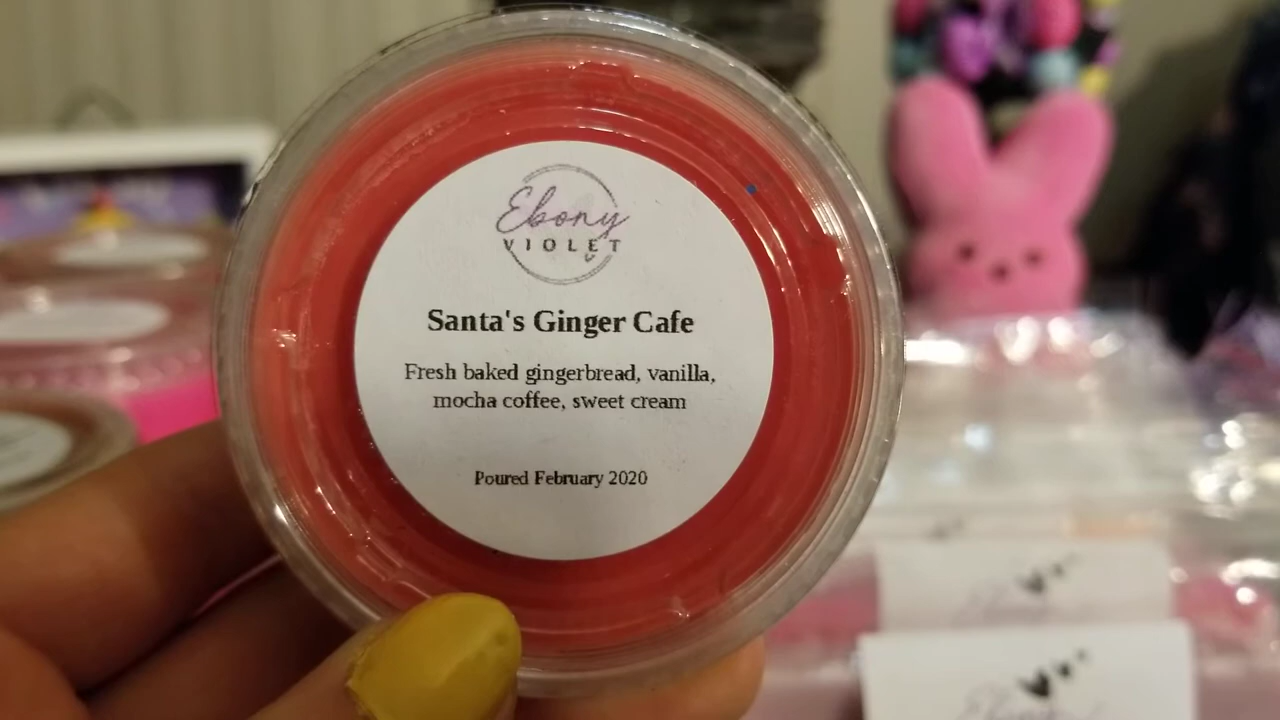 Ebony
VIOLET
Santa's Ginger Cafe
Fresh baked gingerbread, vanilla,
mocha coffee, sweet cream
Poured February 2020